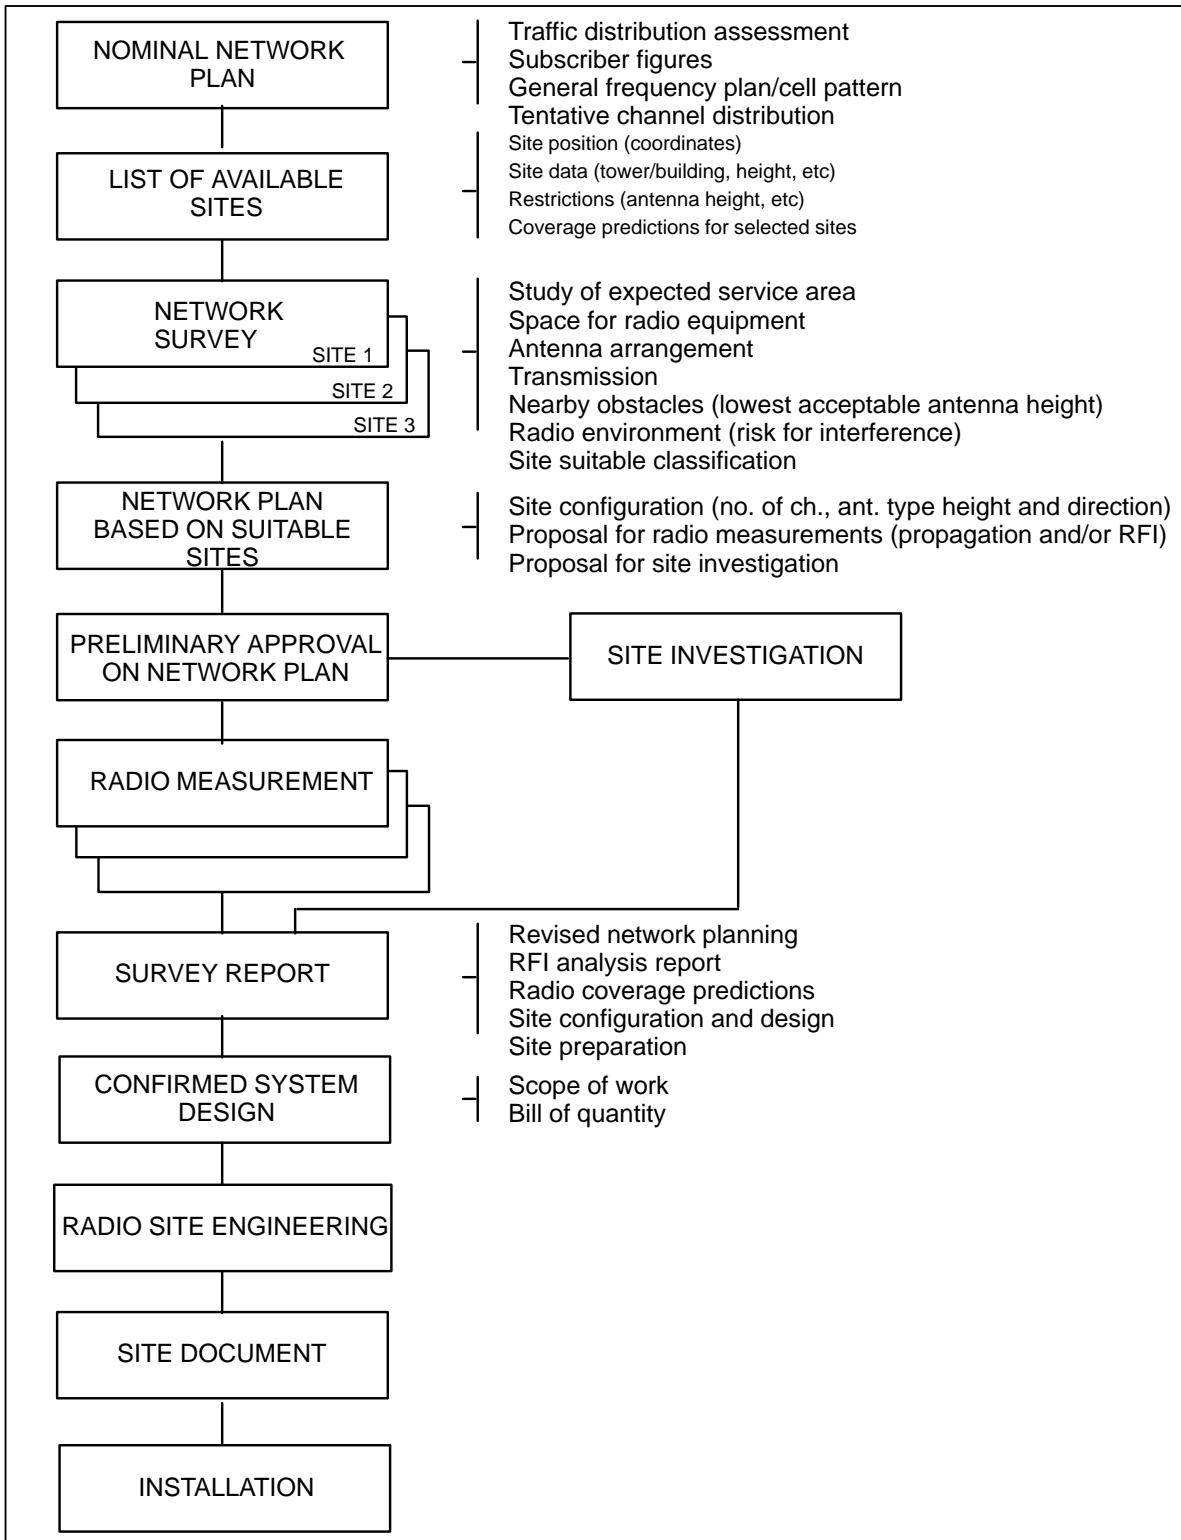 NOMINAL NETWORK
PLAN
Traffic distribution assessment
Subscriber figures
General frequency plan/cell pattern
Tentative channel distribution
LIST OF AVAILABLE
SITES
Site position (coordinates)
Site data (tower/building, height, etc)
Restrictions (antenna height, etc)
Coverage predictions for selected sites
NETWORK
SURVEY
SITE 1
SITE 2
SITE 3
Study of expected service area
Space for radio equipment
Antenna arrangement
Transmission
Nearby obstacles (lowest acceptable antenna height)
Radio environment (risk for interference)
Site suitable classification
NETWORK PLAN
BASED ON SUITABLE
SITES
Site configuration (no. of ch., ant. type height and direction)
Proposal for radio measurements (propagation and/or RFI)
Proposal for site investigation
PRELIMINARY APPROVAL
ON NETWORK PLAN
SITE INVESTIGATION
RADIO MEASUREMENT
SURVEY REPORT
Revised network planning
RFI analysis report
Radio coverage predictions
Site configuration and design
Site preparation
CONFIRMED SYSTEM
DESIGN
Scope of work
Bill of quantity
RADIO SITE ENGINEERING
SITE DOCUMENT
INSTALLATION